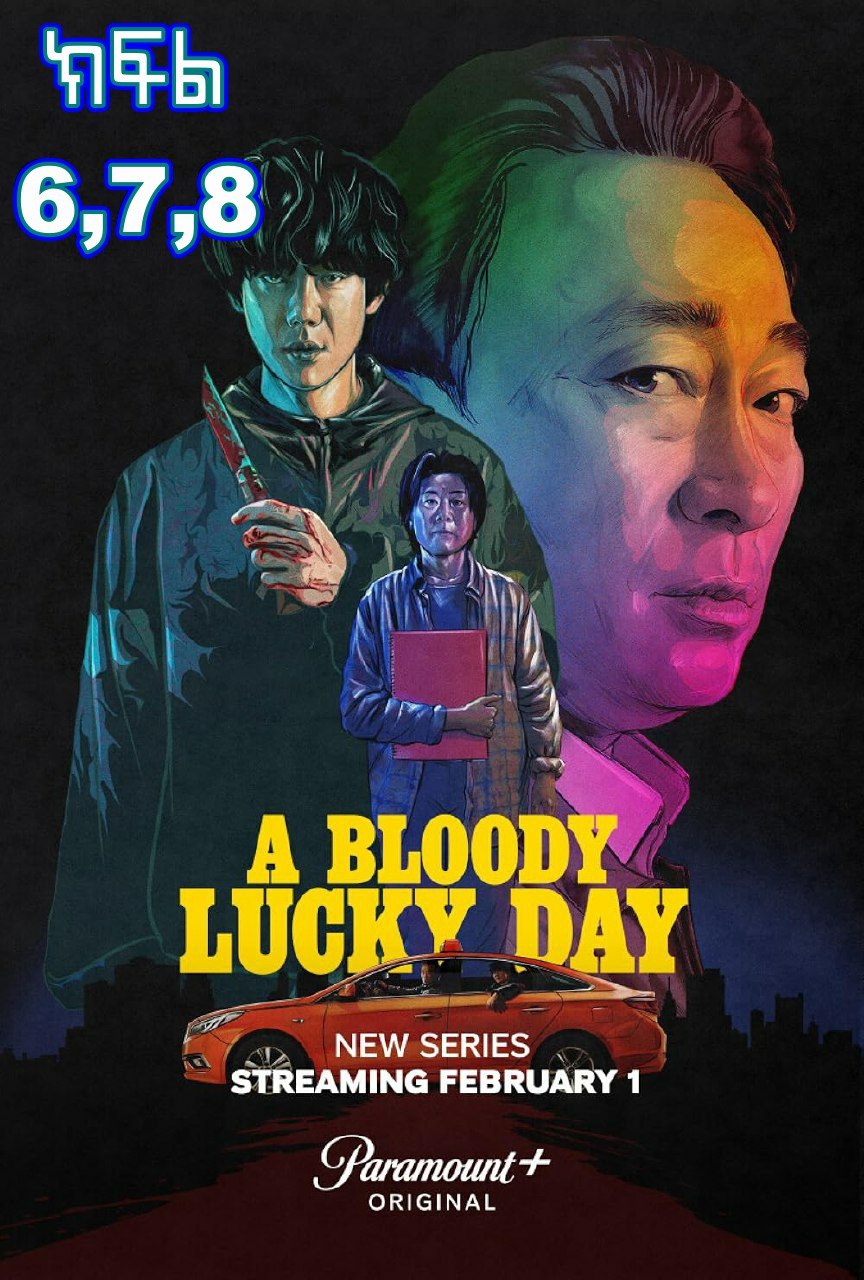 ክፍል
6,7,8
A BLOODY
LUCKY DAY
NEW SERIES
STREAMING FEBRUARY 1
Paramount+
ORIGINAL